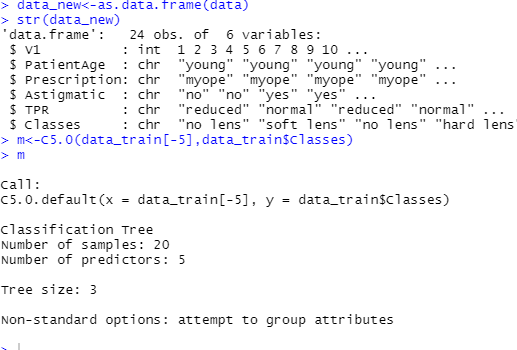 > data_new<-as.data.frame(data)
> str(data_new)
'data.frame':   24 obs. of  6 variables:
 $ V1          : int  1 2 3 4 5 6 7 8 9 10 ...
 $ PatientAge  : chr  "young" "young" "young" "young" ...
 $ Prescription: chr  "myope" "myope" "myope" "myope" ...
 $ Astigmatic  : chr  "no" "no" "yes" "yes" ...
 $ TPR         : chr  "reduced" "normal" "reduced" "normal" ...
 $ Classes     : chr  "no lens" "soft lens" "no lens" "hard lens'
> m<-C5.0(data_train[-5],data_train$Classes)
> m
Call:
C5.0.default(x = data_train[-5], y = data_train$Classes)
Classification Tree
Number of samples: 20
Number of predictors: 5
Tree size: 3
Non-standard options: attempt to group attributes
>